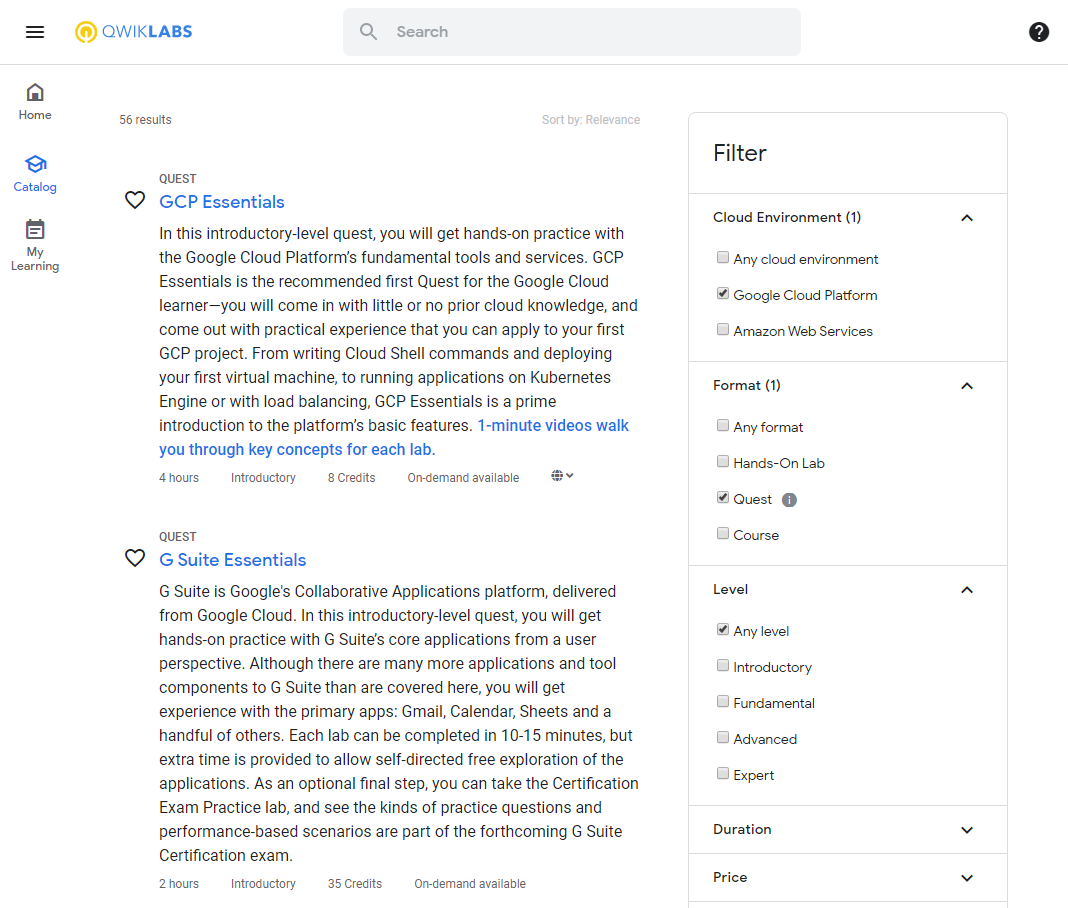 QWIKLABS
Search
Home
Catalog
My
Learning
56 results
Sort by: Relevance
QUEST
GCP Essentials
In this introductory-level quest, you will get hands-on practice with
the Google Cloud Platform’s fundamental tools and services. GCP
Essentials is the recommended first Quest for the Google Cloud
learner—you will come in with little or no prior cloud knowledge, and
come out with practical experience that you can apply to your first
GCP project. From writing Cloud Shell commands and deploying
your first virtual machine, to running applications on Kubernetes
Engine or with load balancing, GCP Essentials is a prime
introduction to the platform’s basic features. 1-minute videos walk
you through key concepts for each lab.
4 hours Introductory 8 Credits On-demand available
QUEST
G Suite Essentials
G Suite is Google's Collaborative Applications platform, delivered
from Google Cloud. In this introductory-level quest, you will get
hands-on practice with G Suite’s core applications from a user
perspective. Although there are many more applications and tool
components to G Suite than are covered here, you will get
experience with the primary apps: Gmail, Calendar, Sheets and a
handful of others. Each lab can be completed in 10-15 minutes, but
extra time is provided to allow self-directed free exploration of the
applications. As an optional final step, you can take the Certification
Exam Practice lab, and see the kinds of practice questions and
performance-based scenarios are part of the forthcoming G Suite
Certification exam.
2 hours Introductory 35 Credits On-demand available
Filter
Cloud Environment (1)
Any cloud environment
Google Cloud Platform
Amazon Web Services
Format (1)
Any format
Hands-On Lab
Quest
Course
Level
Any level
Introductory
Fundamental
Advanced
Expert
Duration
Price